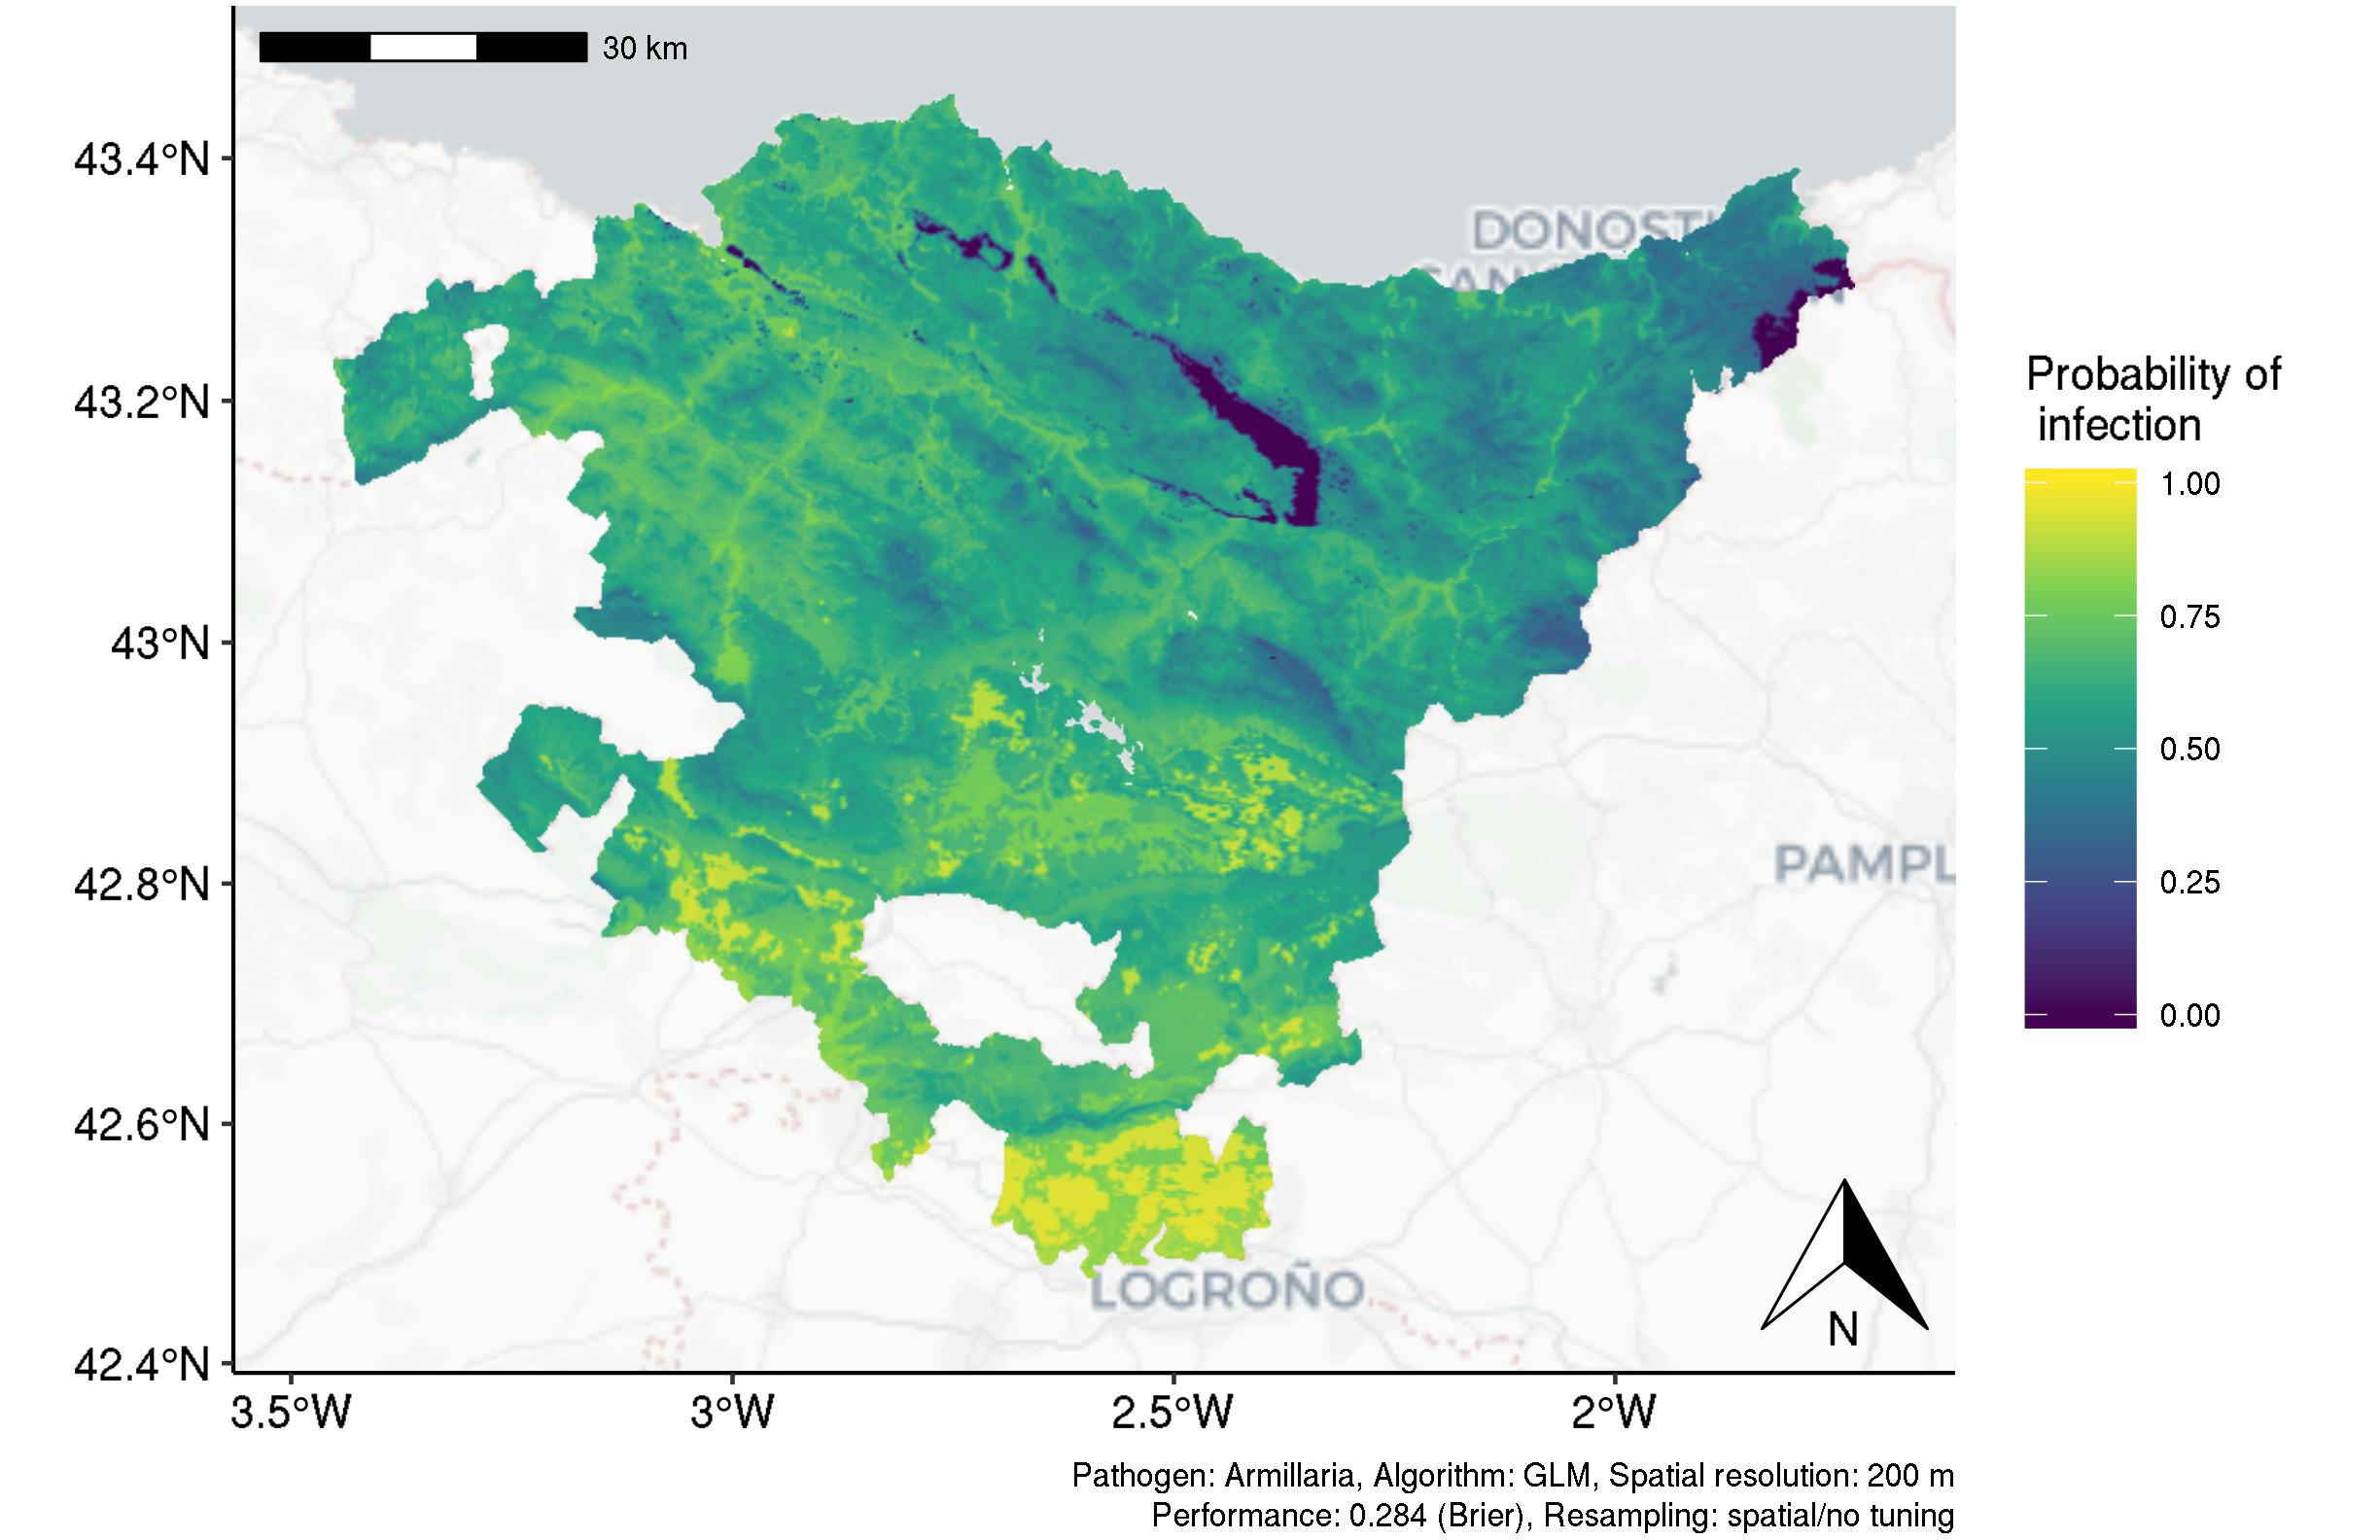 30 km
43.4°N
43.2°N
43°N
42.8°N
42.6°N
42.4°N
3.5°W
3°W
2.5°W
2°W
DONOSTI
PAMPL
LOGROÑO
N
Probability of
infection
1.00
0.75
0.50
0.25
0.00
Pathogen: Armillaria, Algorithm: GLM, Spatial resolution: 200 m
Performance: 0.284 (Brier), Resampling: spatial/no tuning